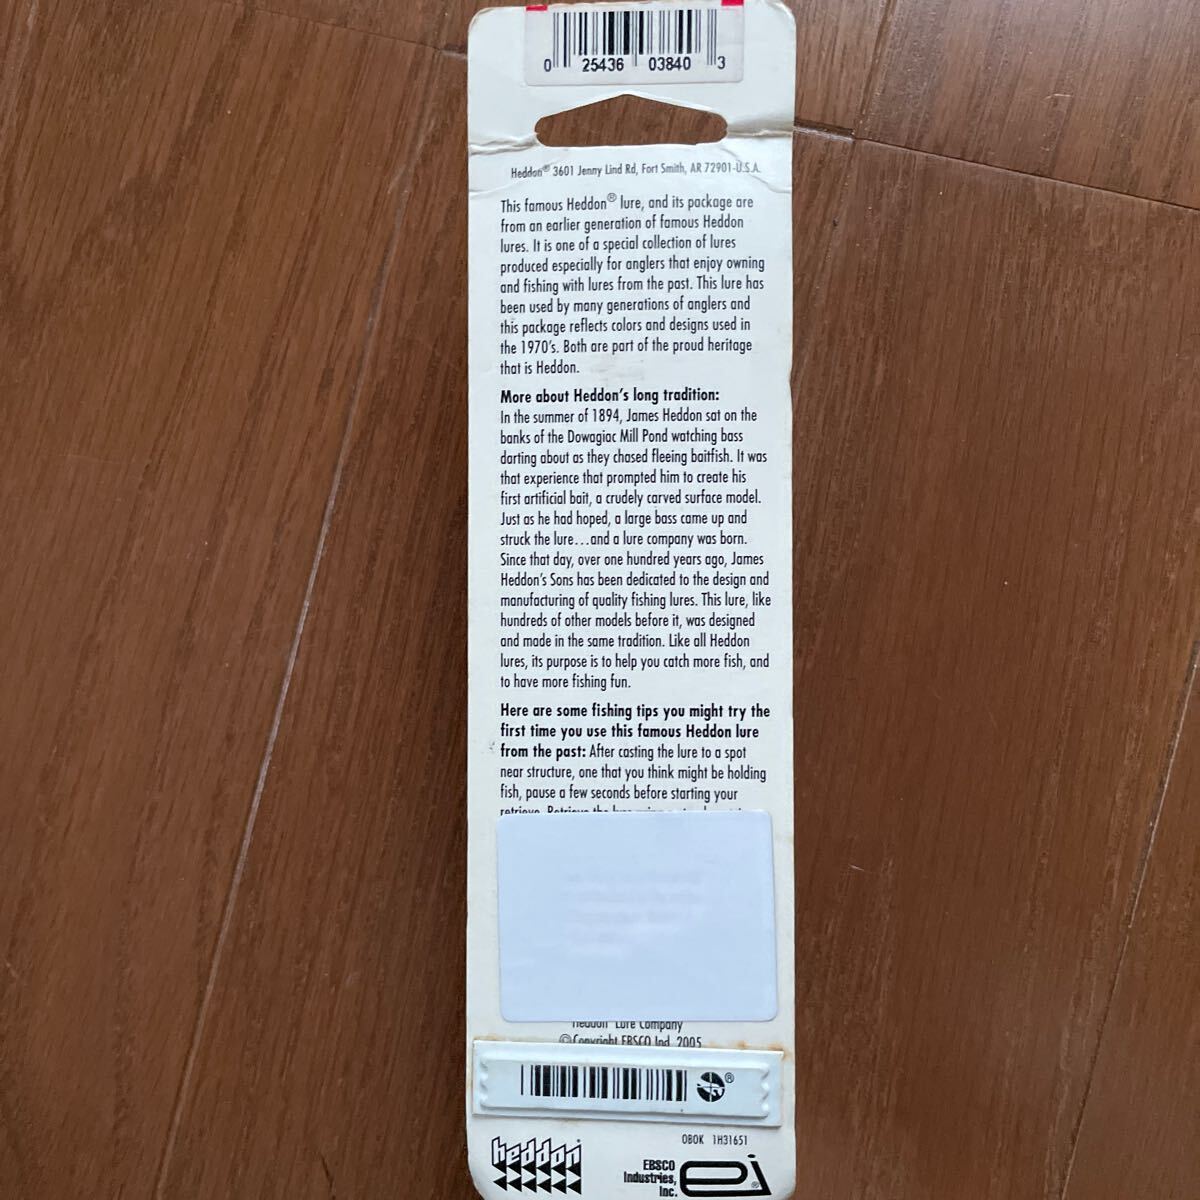 0 25436 03840 3
Heddon® 3601 Jenny Lind Rd, Fort Smith, AR 72901-U.S.A.
This famous Heddon® lure, and its package are
from an earlier generation of famous Heddon
lures. It is one of a special collection of lures
produced especially for anglers that enjoy owning
and fishing with lures from the past. This lure has
been used by many generations of anglers and
this package reflects colors and designs used in
the 1970's. Both are part of the proud heritage
that is Heddon.
More about Heddon's long tradition:
In the summer of 1894, James Heddon sat on the
banks of the Dowagiac Mill Pond watching bass
darting about as they chased fleeing baitfish. It was
that experience that prompted him to create his
first artificial bait, a crudely carved surface model.
Just as he had hoped, a large bass came up and
struck the lure...and a lure company was born.
Since that day, over one hundred years ago, James
Heddon's Sons has been dedicated to the design and
manufacturing of quality fishing lures. This lure, like
hundreds of other models before it, was designed
and made in the same tradition. Like all Heddon
lures, its purpose is to help you catch more fish, and
to have more fishing fun.
Here are some fishing tips you might try the
first time you use this famous Heddon lure
from the past: After casting the lure to a spot
near structure, one that you think might be holding
fish, pause a few seconds before starting your
retrieve. Retrieve the lure using a
Heddon Lure Company
©Copyright EBSCO Ind. 2005
®
OBOK 1H31651
heddon®
EBSCO
Industries,
Inc.
ei®